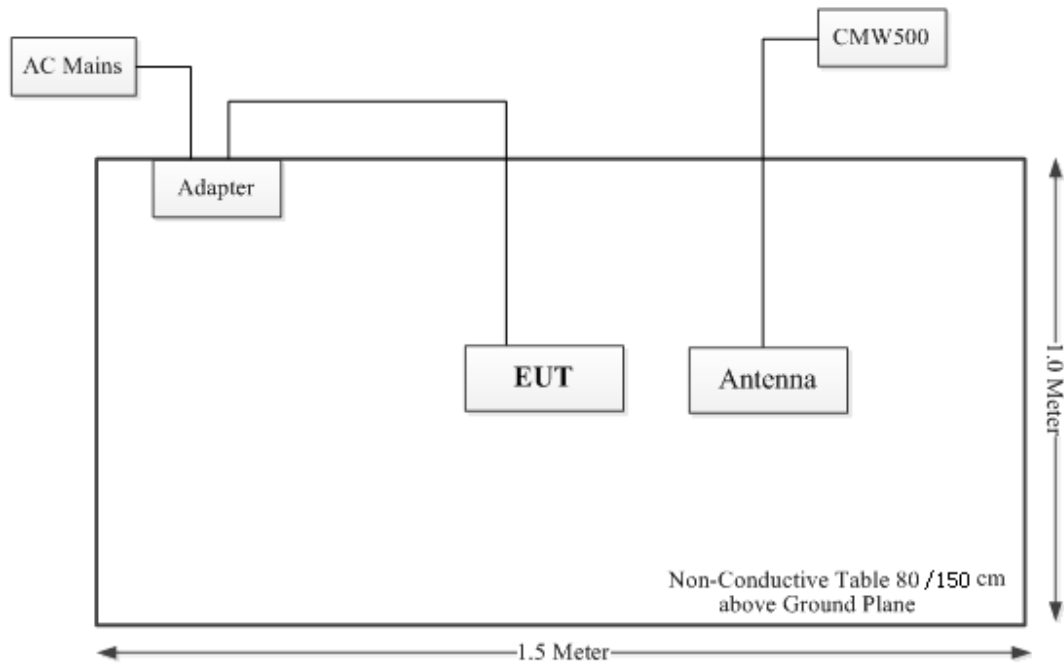 CMW500
AC Mains
Adapter
EUT
Antenna
1.0 Meter
Non-Conductive Table 80 /150 cm
above Ground Plane
1.5 Meter